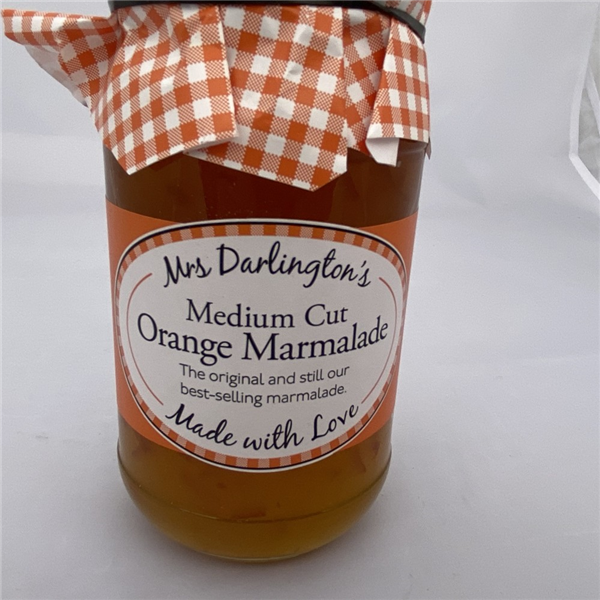 Mrs Darlington's
Medium Cut
Orange Marmalade
The original and still our
best-selling marmalade.
Made with Love